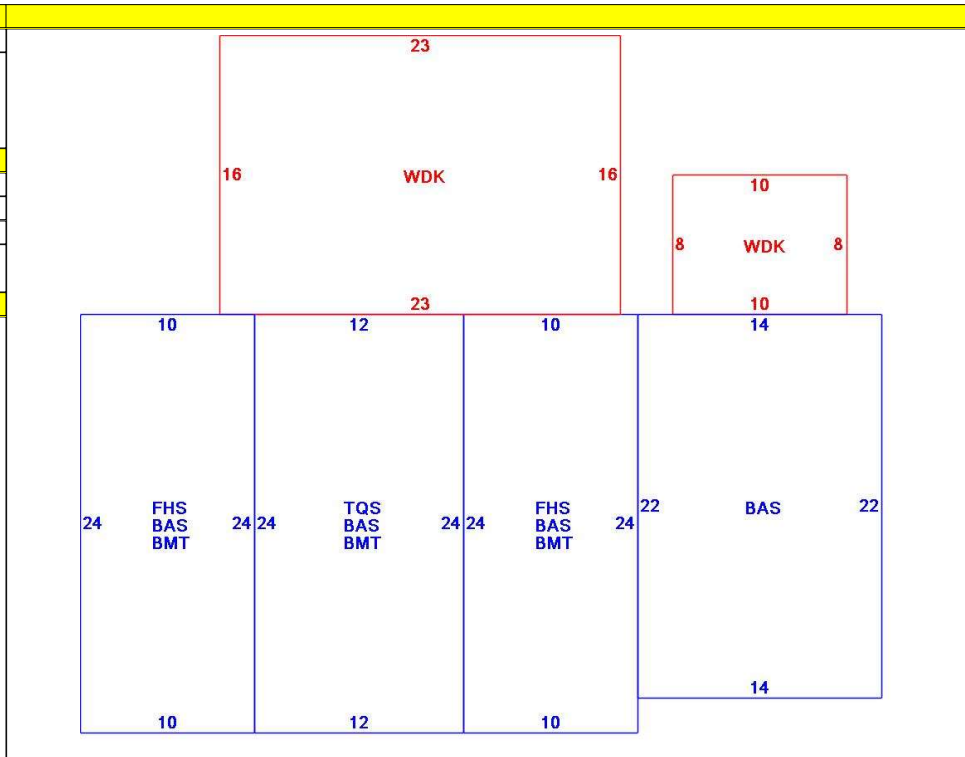 23
16 WDK 16
10
8 WDK 8
23 10
10 12 10 14
FHS TQS FHS BAS
22 22
24 BAS 24 24 BAS 24 24 BAS 24
BMT BMT BMT
14
10 12 10